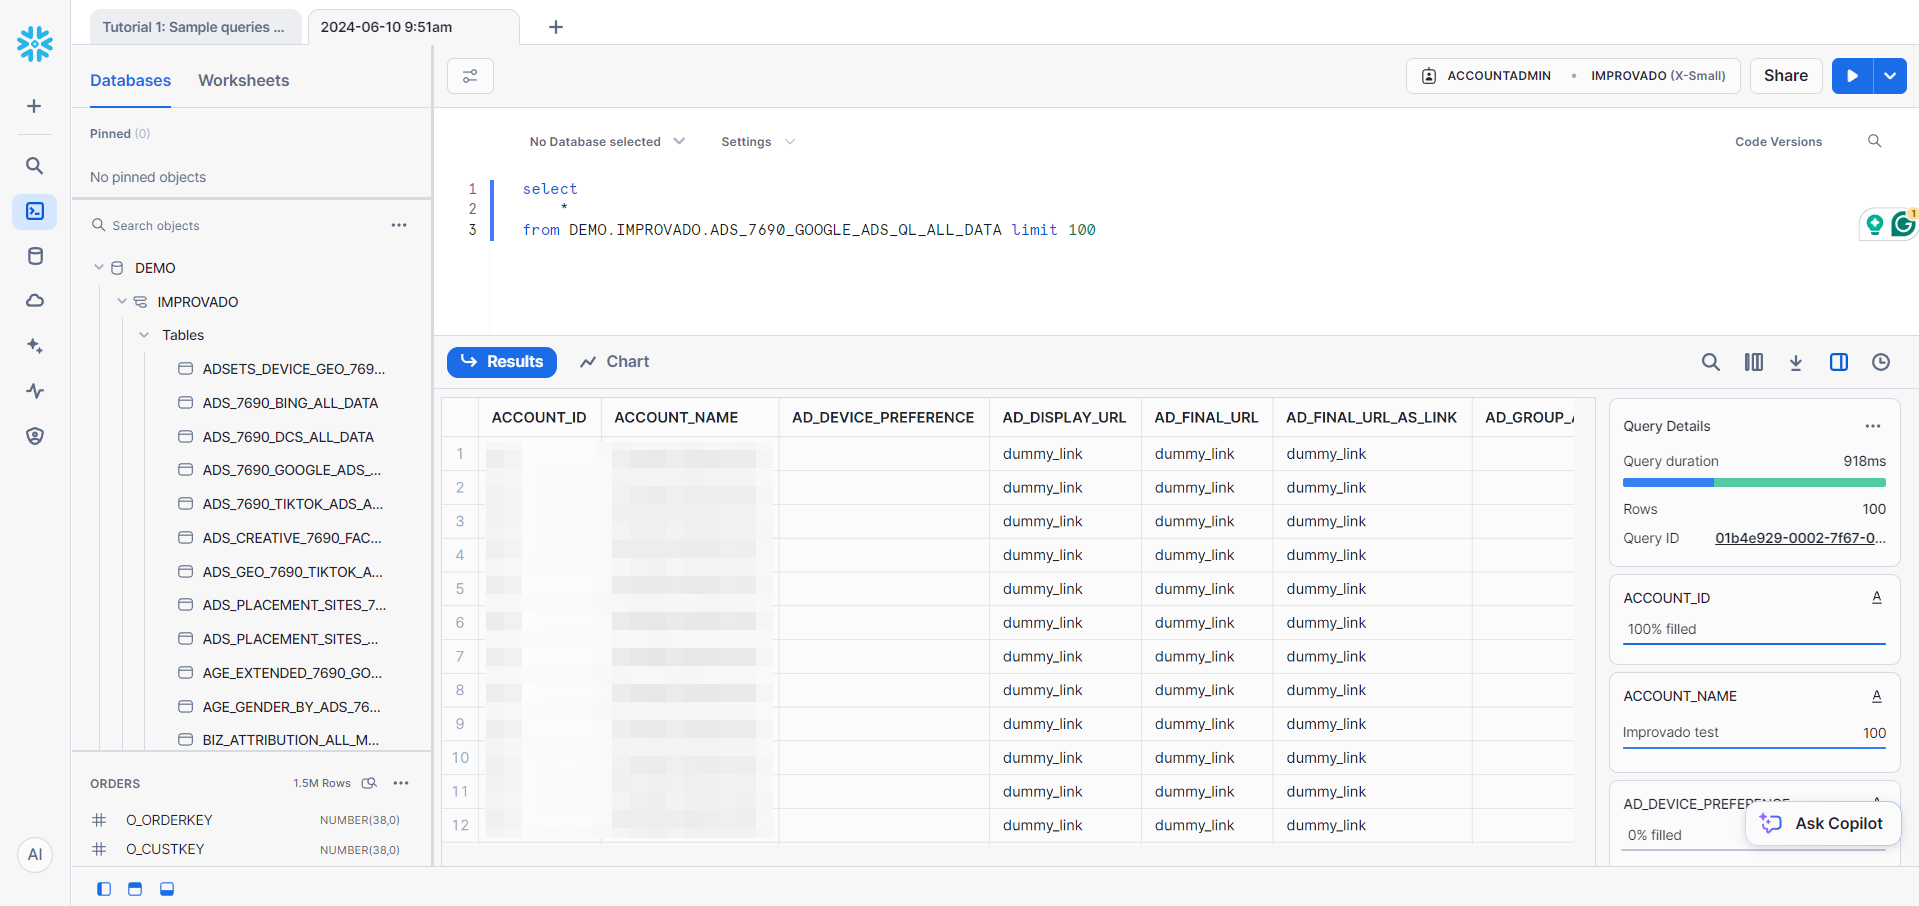 Tutorial 1: Sample queries ...
2024-06-10 9:51am
Databases
Worksheets
ACCOUNTADMIN
IMPROVADO (X-Small)
Share
Pinned (0)
No pinned objects
No Database selected
Settings
Code Versions
1 select
2 *
3 from DEMO.IMPROVADO.ADS_7690_GOOGLE_ADS_QL_ALL_DATA limit 100
1
Search objects
DEMO
IMPROVADO
Tables
ADSETS_DEVICE_GEO_769...
ADS_7690_BING_ALL_DATA
ADS_7690_DCS_ALL_DATA
ADS_7690_GOOGLE_ADS_...
ADS_7690_TIKTOK_ADS_A...
ADS_CREATIVE_7690_FAC...
ADS_GEO_7690_TIKTOK_A...
ADS_PLACEMENT_SITES_7...
ADS_PLACEMENT_SITES_...
AGE_EXTENDED_7690_GO...
AGE_GENDER_BY_ADS_76...
BIZ_ATTRIBUTION_ALL_M...
ORDERS
1.5M Rows
O_ORDERKEY NUMBER(38,0)
O_CUSTKEY NUMBER(38,0)
AI
Results
Chart
ACCOUNT_ID ACCOUNT_NAME AD_DEVICE_PREFERENCE AD_DISPLAY_URL AD_FINAL_URL AD_FINAL_URL_AS_LINK AD_GROUP_
1 dummy_link dummy_link dummy_link
2 dummy_link dummy_link dummy_link
3 dummy_link dummy_link dummy_link
4 dummy_link dummy_link dummy_link
5 dummy_link dummy_link dummy_link
6 dummy_link dummy_link dummy_link
7 dummy_link dummy_link dummy_link
8 dummy_link dummy_link dummy_link
9 dummy_link dummy_link dummy_link
10 dummy_link dummy_link dummy_link
11 dummy_link dummy_link dummy_link
12 dummy_link dummy_link dummy_link
Query Details
Query duration 918ms
Rows 100
Query ID 01b4e929-0002-7f67-0...
ACCOUNT_ID A
100% filled
ACCOUNT_NAME A
Improvado test 100
AD_DEVICE_PREFERENCE
0% filled
Ask Copilot